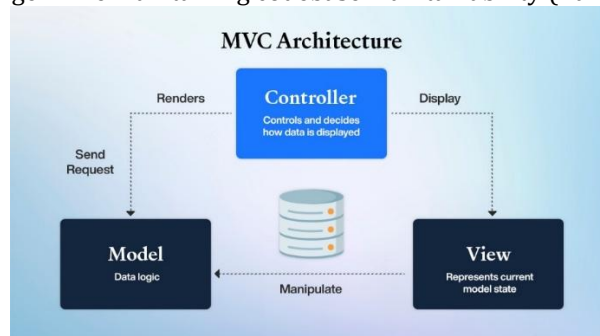 MVC Architecture
Renders
Controller
Display
Controls and decides
how data is displayed
Send
Request
Model
Data logic
View
Represents current
model state
Manipulate